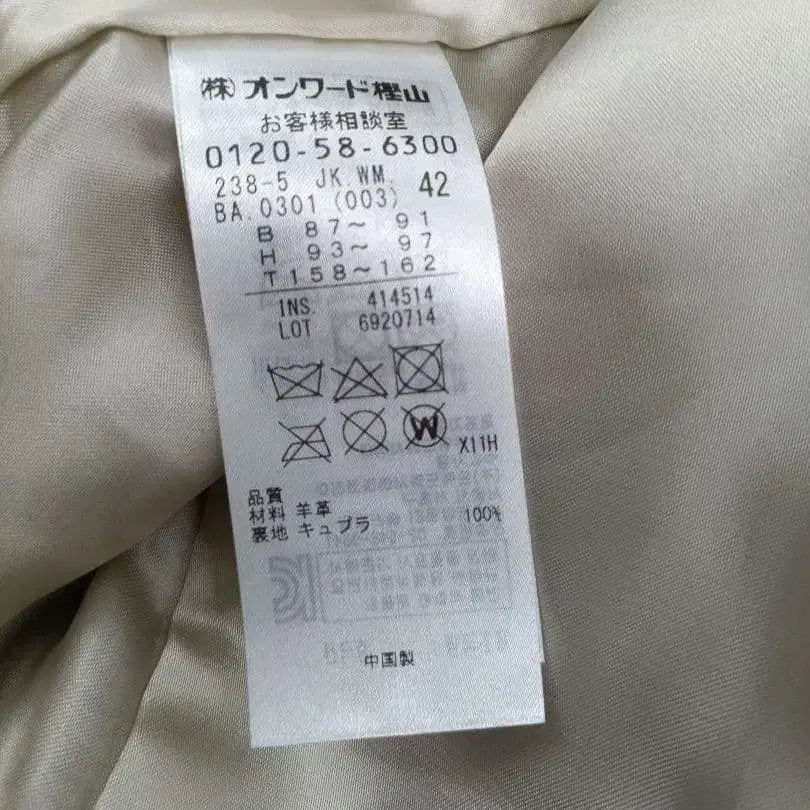 ㈱オンワード樫山
お客様相談室
0120-58-6300
238-5 JK.WM. 42
BA.0301 (003)
B 87～ 91
H 93～ 97
T158～162
INS. 414514
LOT 6920714
W X11H
品質
材料 羊革
裏地 キュプラ 100%
中国製